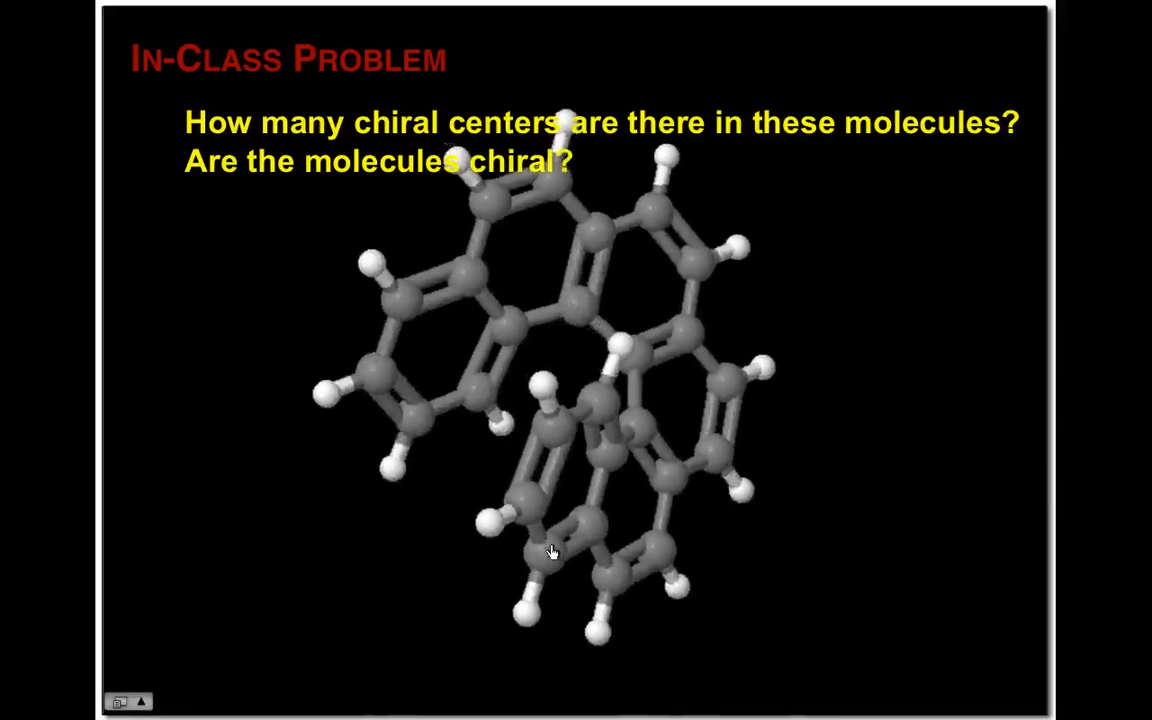 IN-CLASS PROBLEM
How many chiral centers are there in these molecules?
Are the molecules chiral?